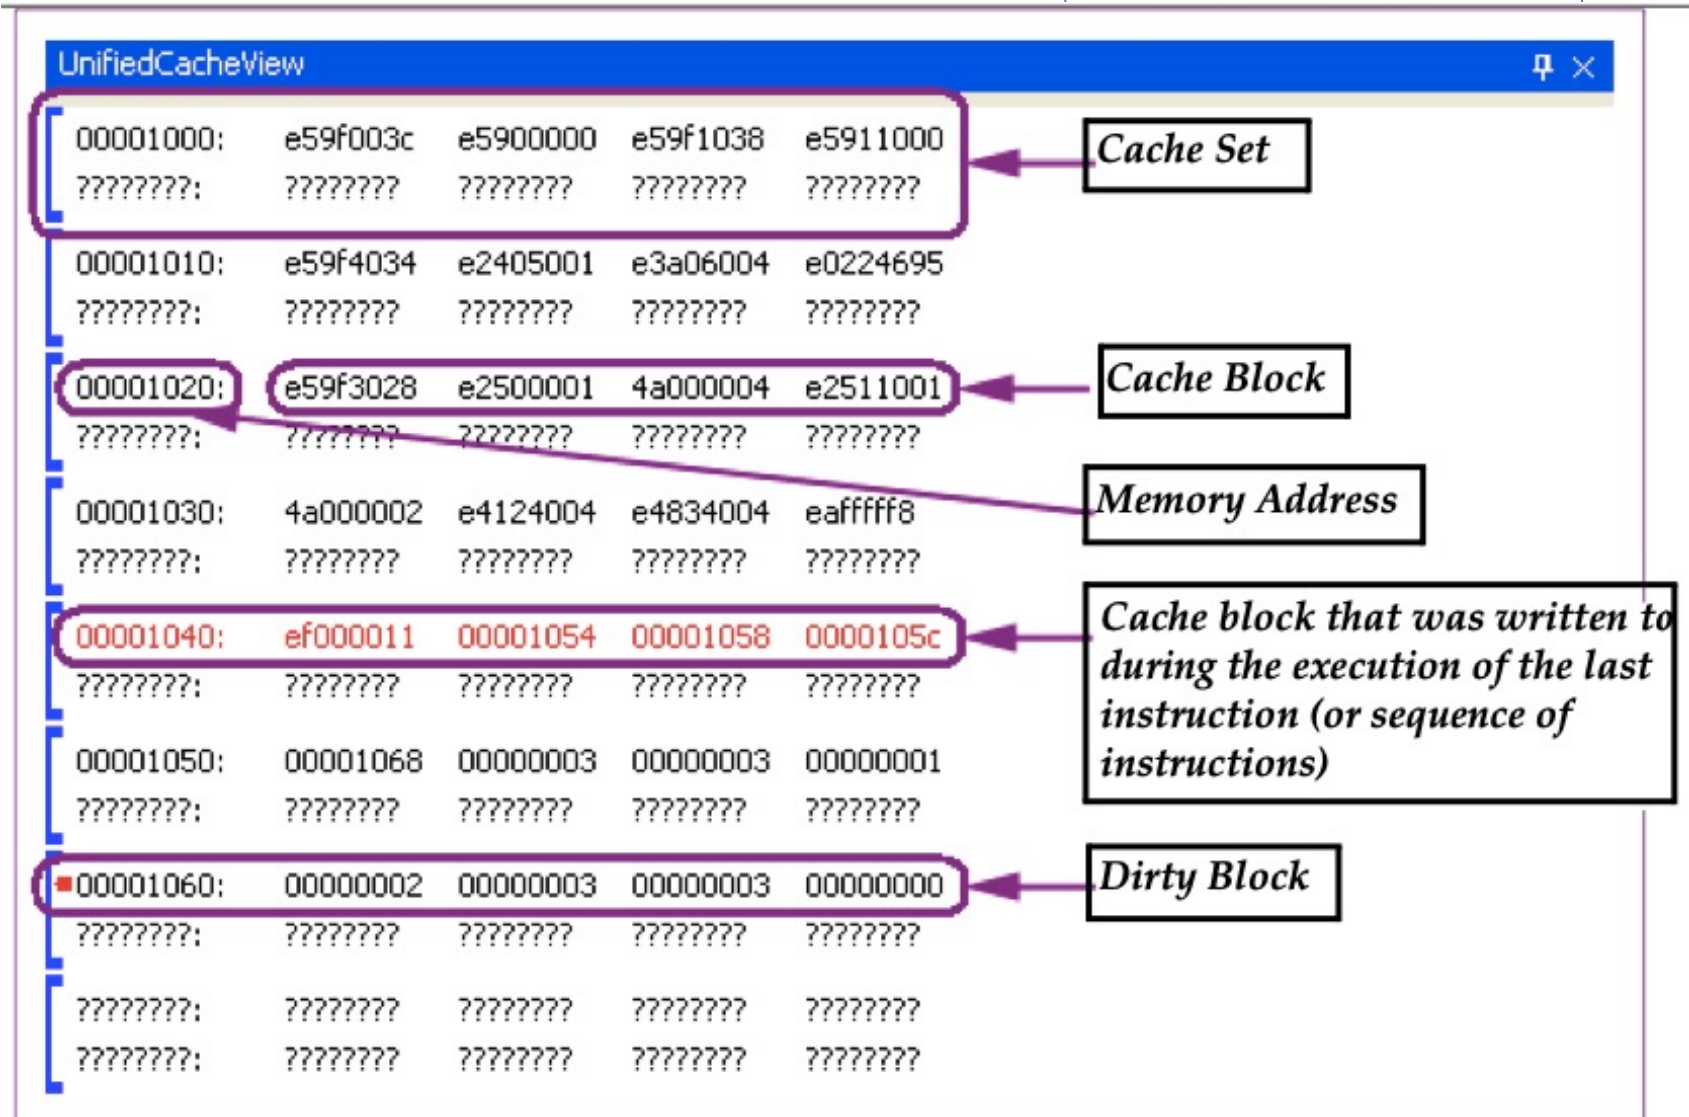 UnifiedCacheView
00001000: e59f003c e5900000 e59f1038 e5911000
????????: ???????? ???????? ???????? ????????
Cache Set
00001010: e59f4034 e2405001 e3a06004 e0224695
????????: ???????? ???????? ???????? ????????
00001020: e59f3028 e2500001 4a000004 e2511001
Cache Block
????????: ???????? ???????? ???????? ????????
00001030: 4a000002 e4124004 e4834004 eafffff8
Memory Address
????????: ???????? ???????? ???????? ????????
00001040: ef000011 00001054 00001058 0000105c
????????: ???????? ???????? ???????? ????????
Cache block that was written to
during the execution of the last
instruction (or sequence of
instructions)
00001050: 00001068 00000003 00000003 00000001
????????: ???????? ???????? ???????? ????????
00001060: 00000002 00000003 00000003 00000000
Dirty Block
????????: ???????? ???????? ???????? ????????
????????: ???????? ???????? ???????? ????????
????????: ???????? ???????? ???????? ????????